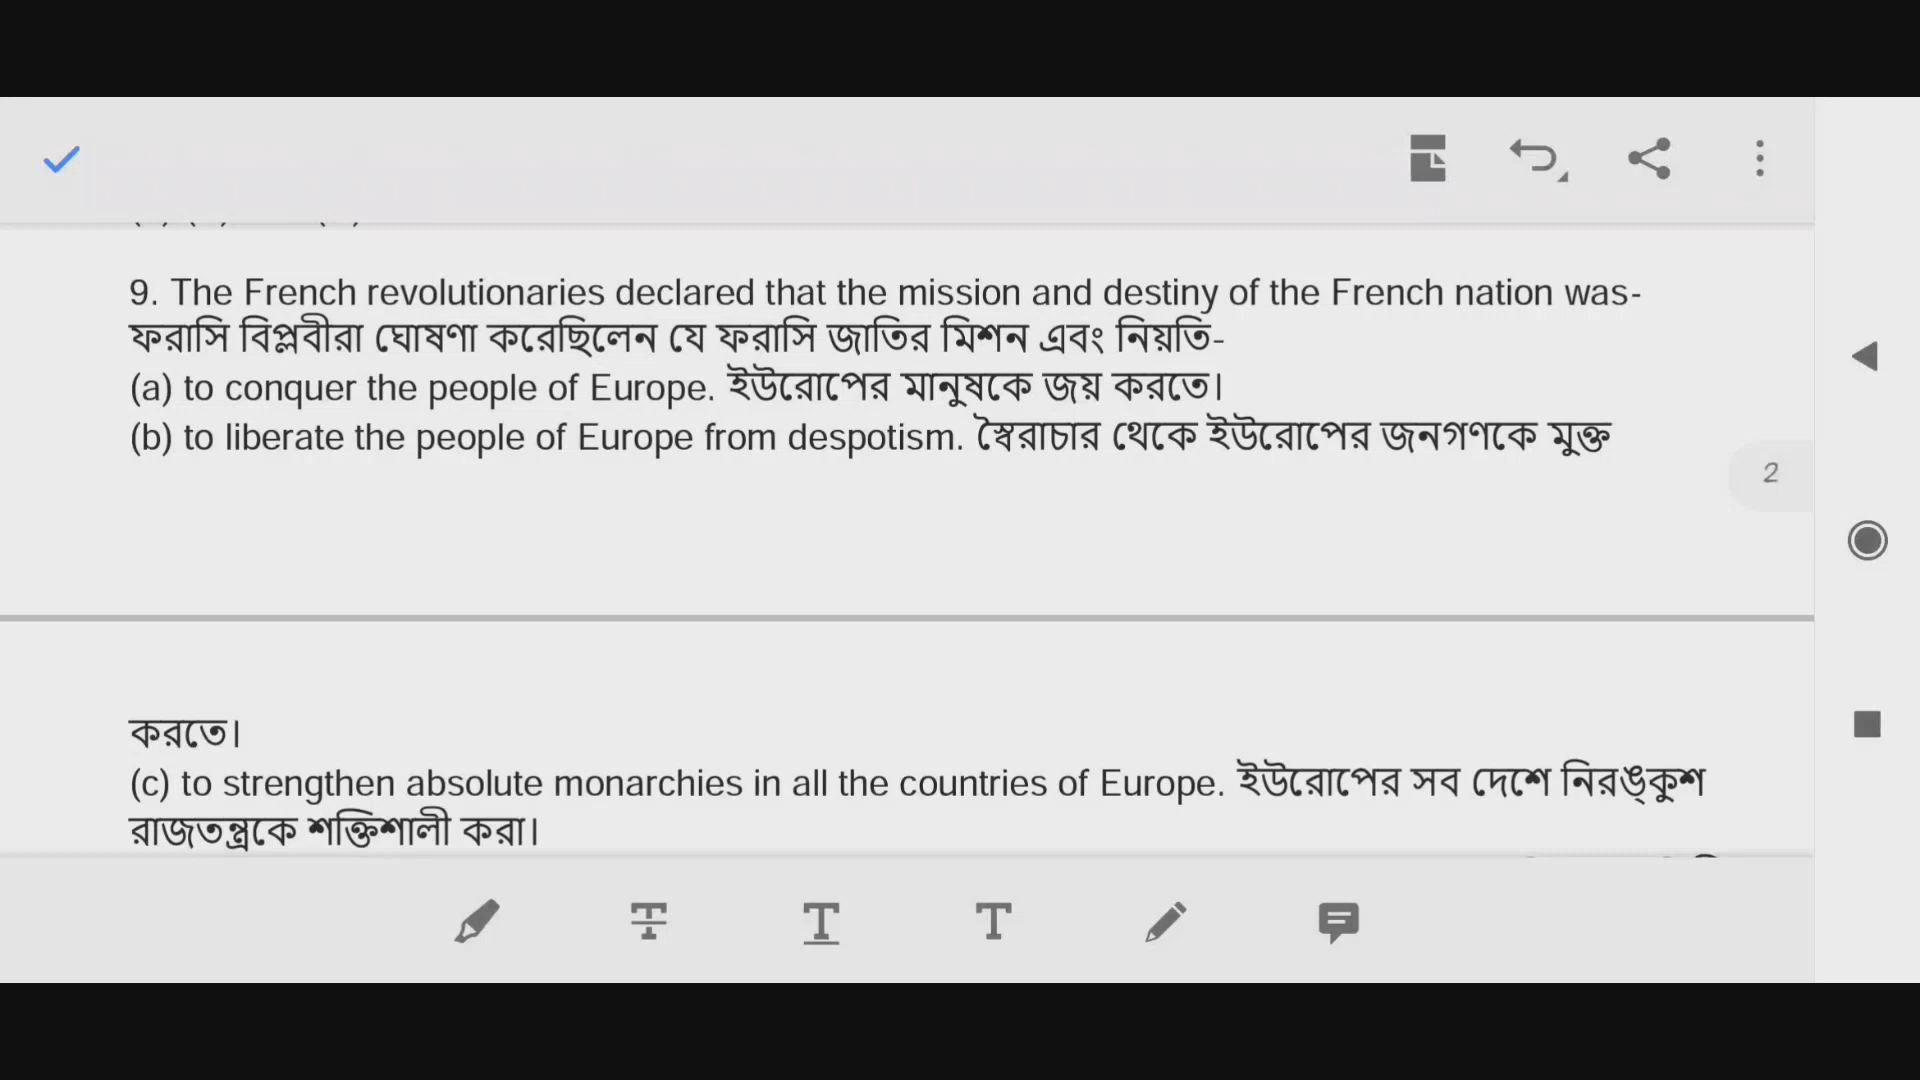 9. The French revolutionaries declared that the mission and destiny of the French nation was-
ফরাসি বিপ্লবীরা ঘোষণা করেছিলেন যে ফরাসি জাতির মিশন এবং নিয়তি-
(a) to conquer the people of Europe. ইউরোপের মানুষকে জয় করতে।
(b) to liberate the people of Europe from despotism. স্বৈরাচার থেকে ইউরোপের জনগণকে মুক্ত
2
করতে।
(c) to strengthen absolute monarchies in all the countries of Europe. ইউরোপের সব দেশে নিরঙ্কুশ
রাজতন্ত্রকে শক্তিশালী করা।